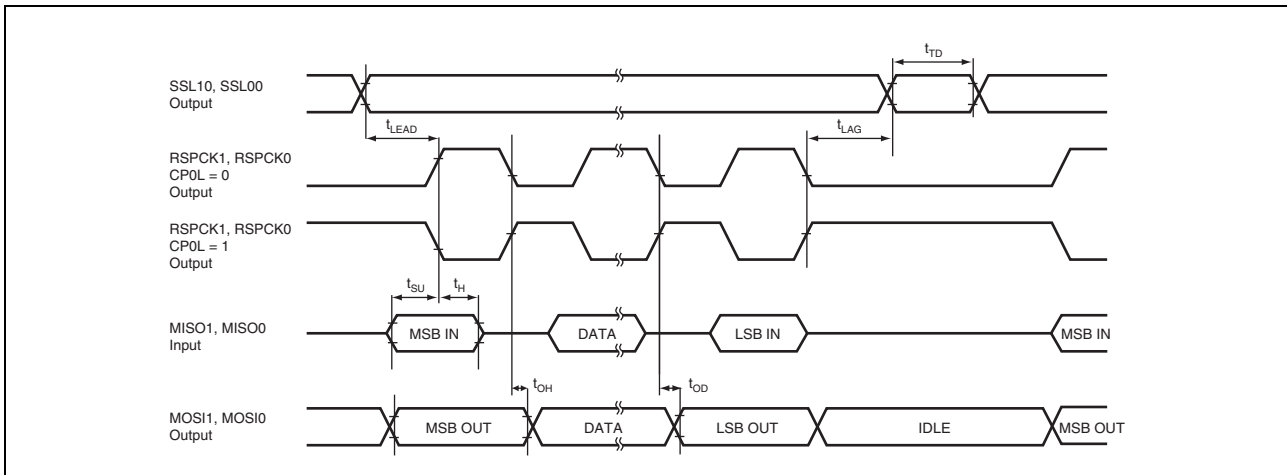 SSL10, SSL00
Output
tTD
tLEAD
tLAG
RSPCK1, RSPCK0
CP0L = 0
Output
RSPCK1, RSPCK0
CP0L = 1
Output
tSU
tH
MISO1, MISO0
Input
MSB IN
DATA
LSB IN
MSB IN
tOH
tOD
MOSI1, MOSI0
Output
MSB OUT
DATA
LSB OUT
IDLE
MSB OUT